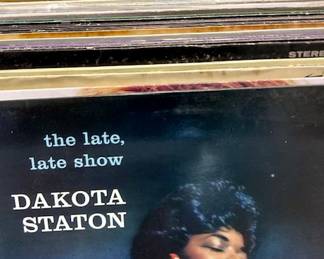 STEREO
the late,
late show
DAKOTA
STATON